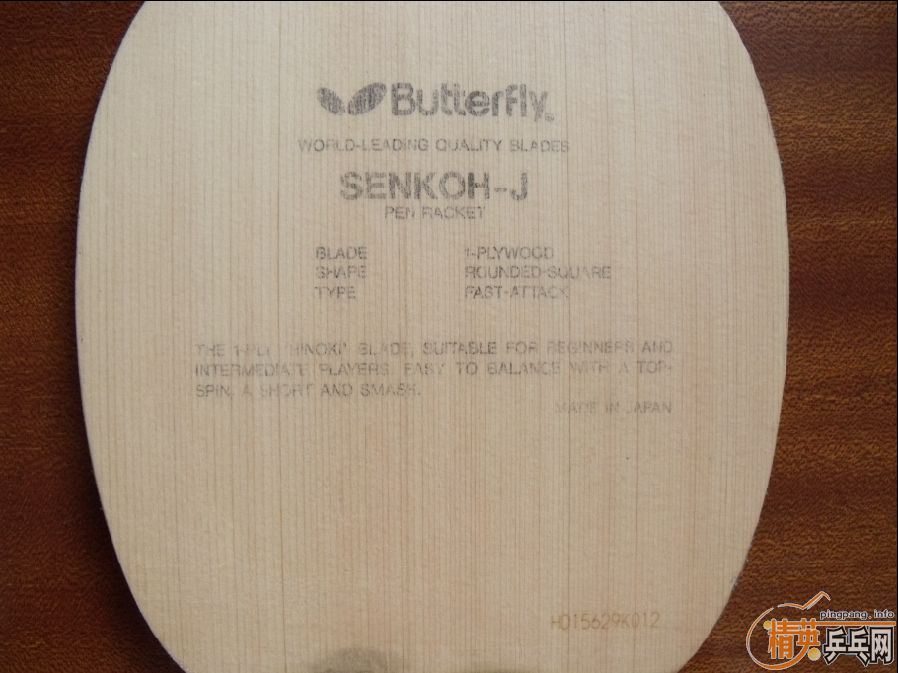 Butterfly
WORLD-LEADING QUALITY BLADES
SENKOH-J
PEN RACKET
BLADE 1-PLYWOOD
SHAPE ROUNDED-SQUARE
TYPE FAST-ATTACK
THE 1-PLY "HINOKI" BLADE, SUITABLE FOR BEGINNERS AND
INTERMEDIATE PLAYERS. EASY TO BALANCE WITH A TOP-
SPIN, A SHORT AND SMASH.
MADE IN JAPAN
H015629K012
pingpang.info
精英乒乓网